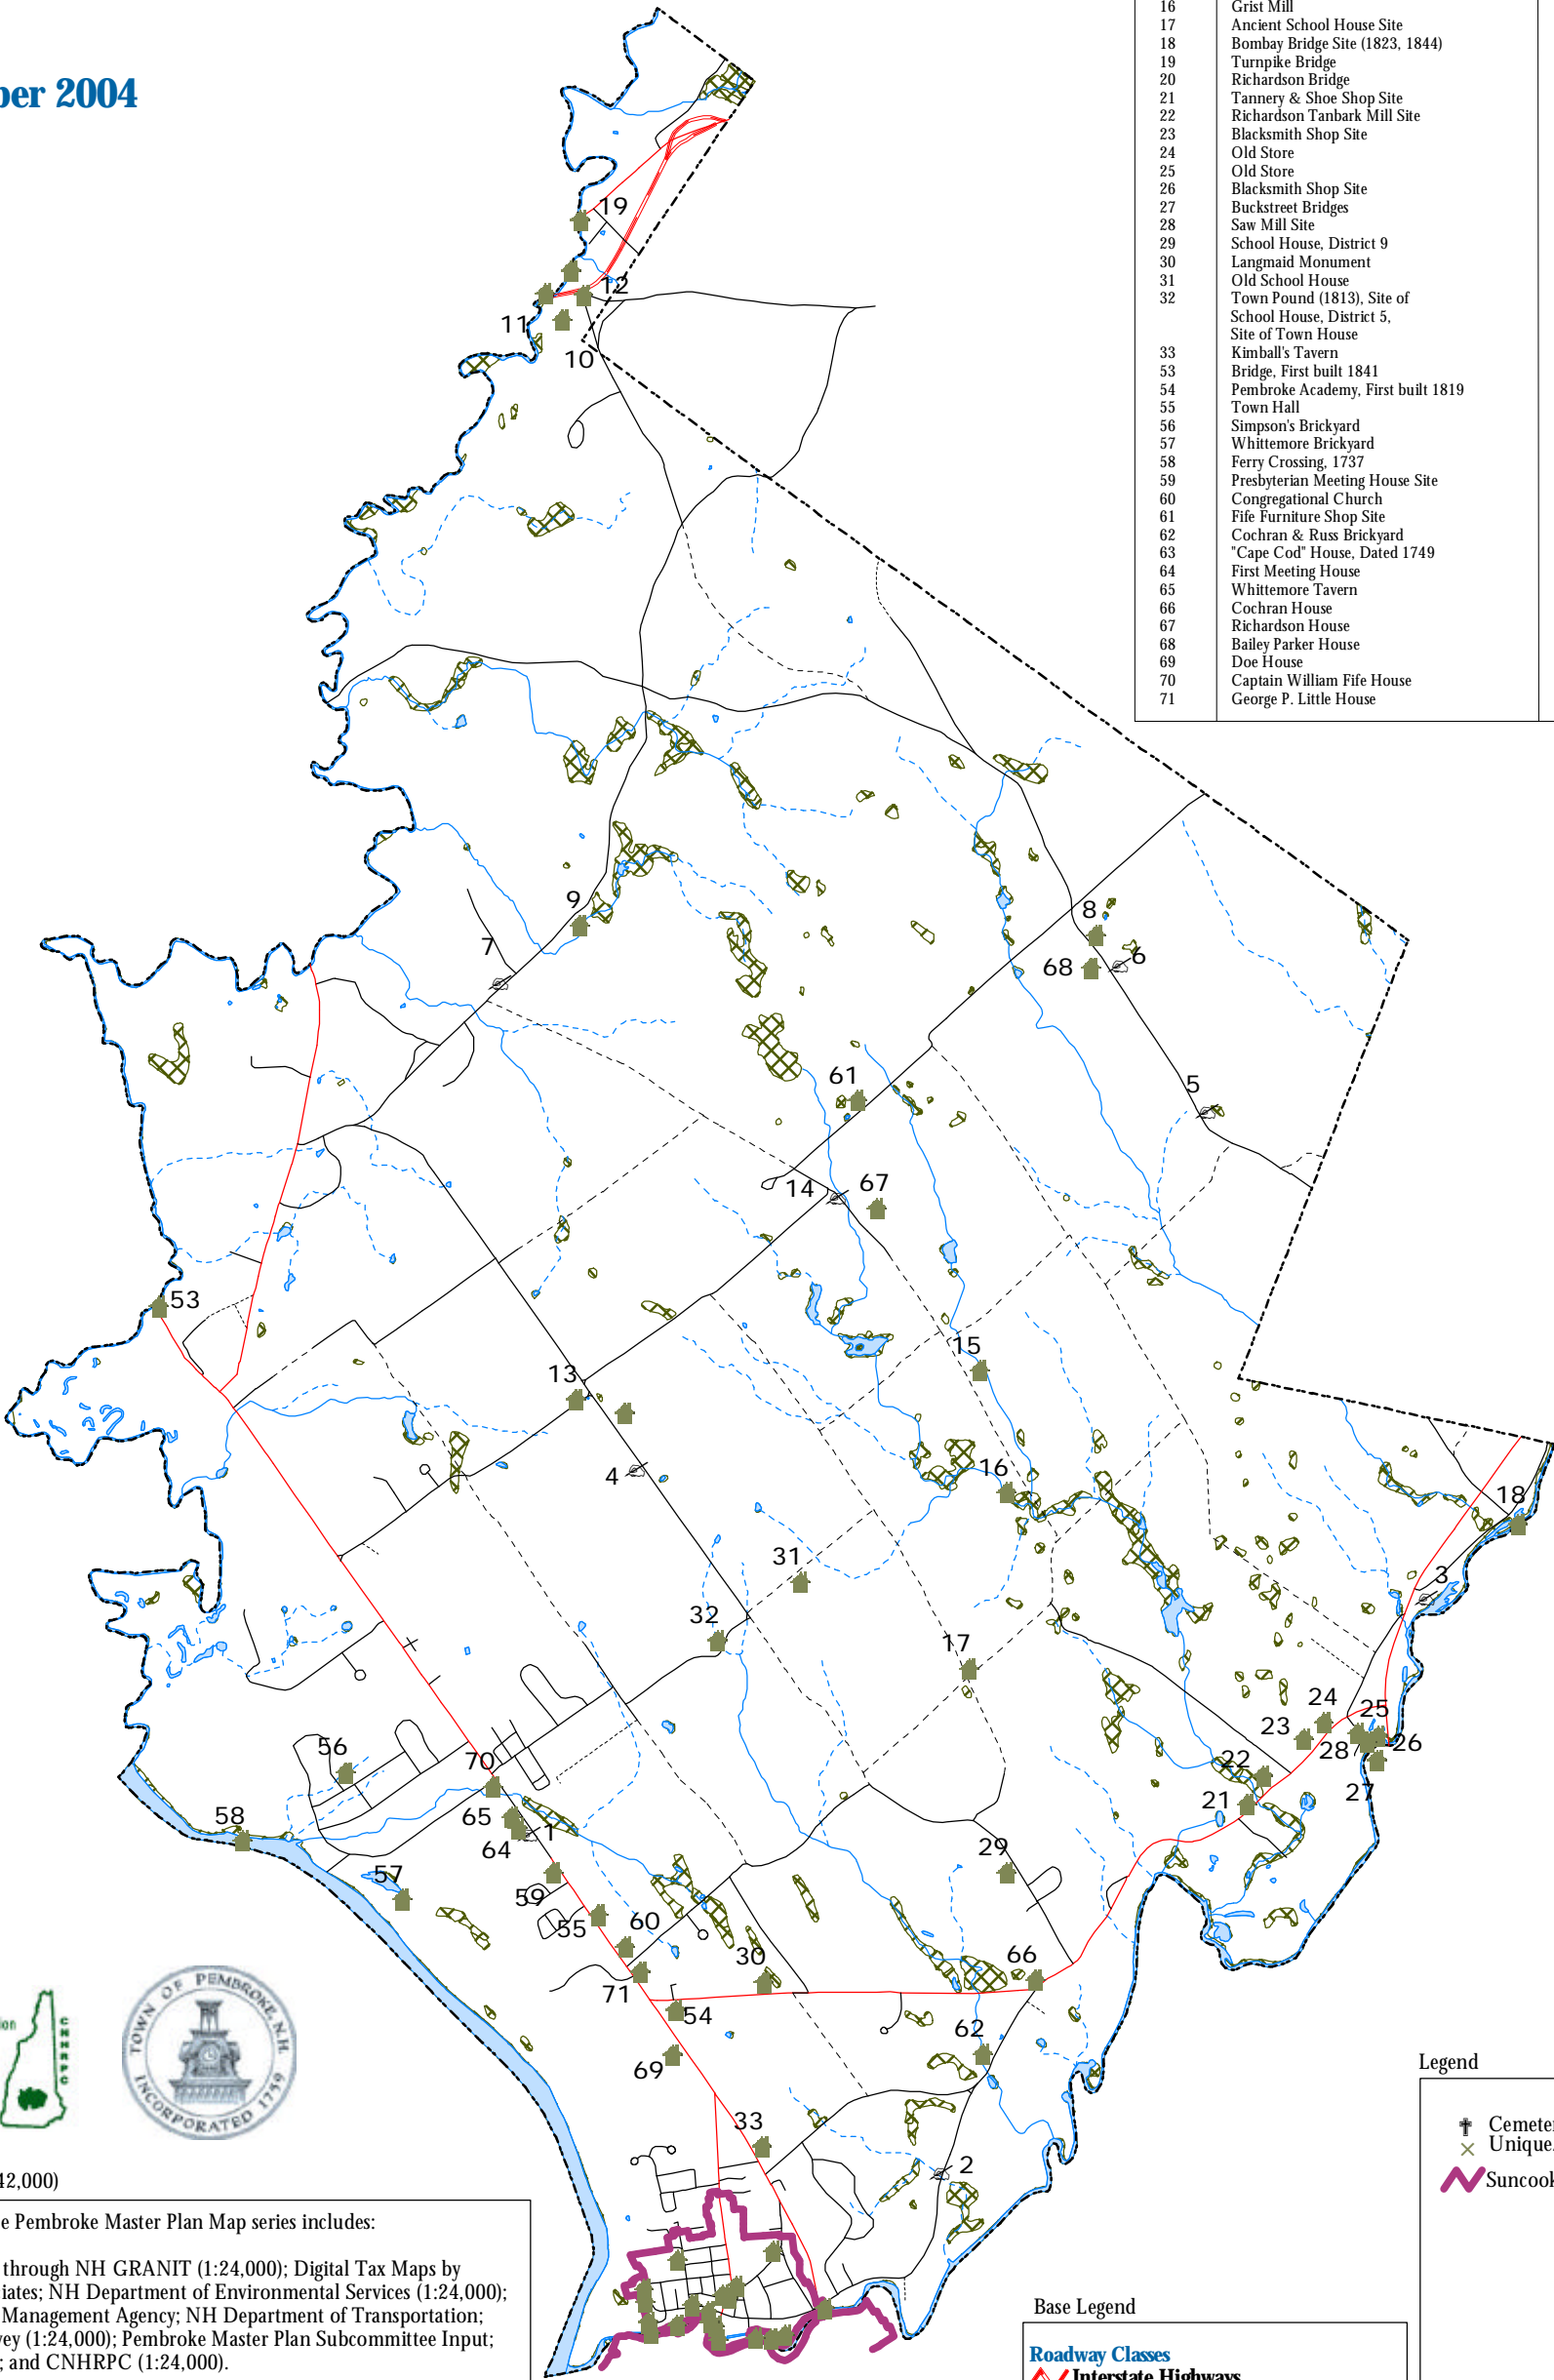 ber 2004
16 Grist Mill
17 Ancient School House Site
18 Bombay Bridge Site (1823, 1844)
19 Turnpike Bridge
20 Richardson Bridge
21 Tannery & Shoe Shop Site
22 Richardson Tanbark Mill Site
23 Blacksmith Shop Site
24 Old Store
25 Old Store
26 Blacksmith Shop Site
27 Buckstreet Bridges
28 Saw Mill Site
29 School House, District 9
30 Langmaid Monument
31 Old School House
32 Town Pound (1813), Site of
School House, District 5,
Site of Town House
33 Kimball's Tavern
53 Bridge, First built 1841
54 Pembroke Academy, First built 1819
55 Town Hall
56 Simpson's Brickyard
57 Whittemore Brickyard
58 Ferry Crossing, 1737
59 Presbyterian Meeting House Site
60 Congregational Church
61 Fife Furniture Shop Site
62 Cochran & Russ Brickyard
63 "Cape Cod" House, Dated 1749
64 First Meeting House
65 Whittemore Tavern
66 Cochran House
67 Richardson House
68 Bailey Parker House
69 Doe House
70 Captain William Fife House
71 George P. Little House
19
12
11
10
9
7
8
6
68
5
61
14
67
53
15
13
4
16
18
31
3
32
17
24
25
23
28
26
56
70
22
27
21
58
65
1
64
29
57
59
55
60
30
66
71
54
62
69
33
2
TOWN OF PEMBROKE, N.H.
INCORPORATED 1759
CNHRPC
Legend
Cemete
Unique
Suncook
42,000)
e Pembroke Master Plan Map series includes:
through NH GRANIT (1:24,000); Digital Tax Maps by
iates; NH Department of Environmental Services (1:24,000);
Management Agency; NH Department of Transportation;
vey (1:24,000); Pembroke Master Plan Subcommittee Input;
; and CNHRPC (1:24,000).
Base Legend
Roadway Classes
Interstate Highways